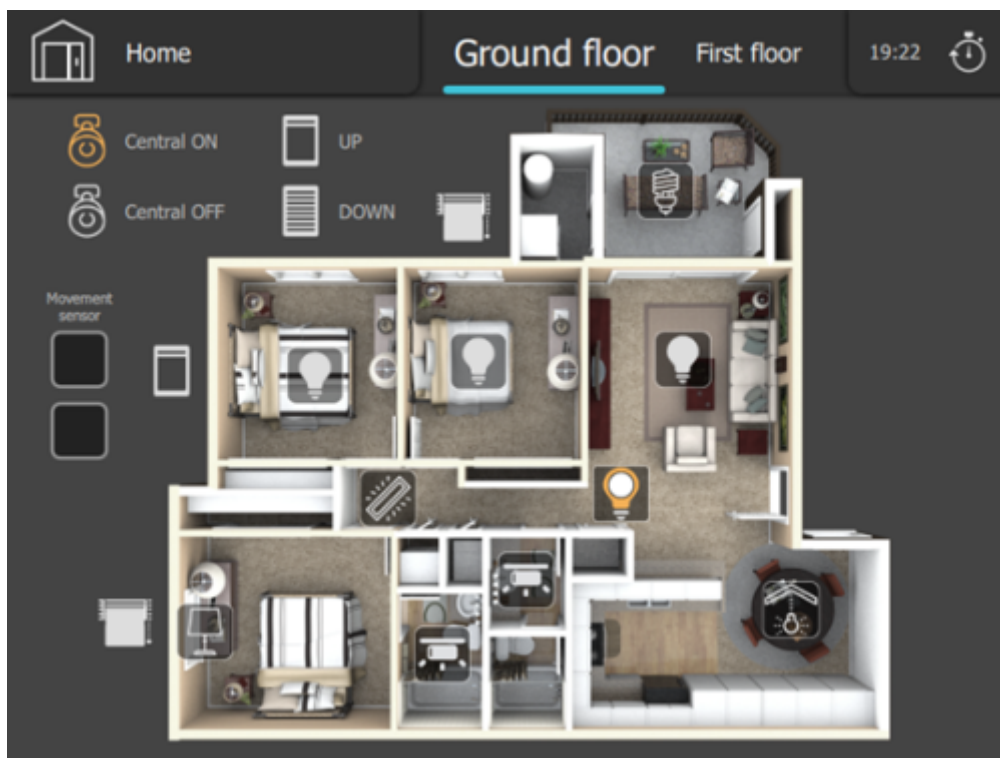 Home
Ground floor
First floor
19:22
Central ON
UP
Central OFF
DOWN
Movement
sensor